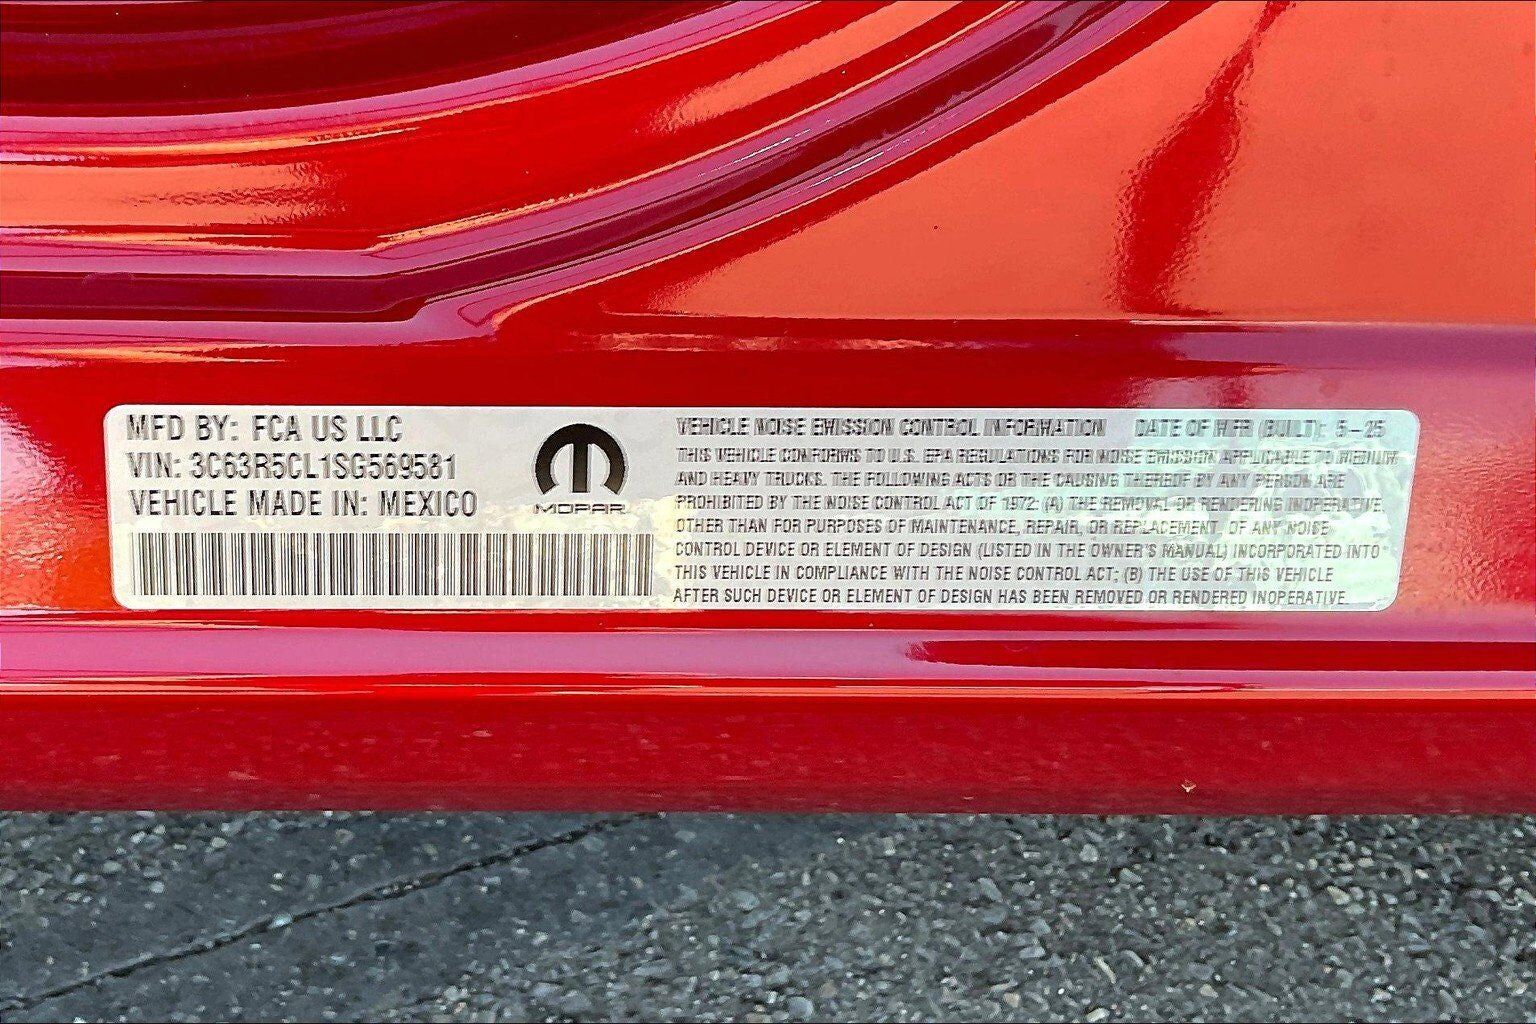 MFD BY: FCA US LLC
VIN: 3C63R5CL1SG569581
VEHICLE MADE IN: MEXICO
MOPAR
VEHICLE NOISE EMISSION CONTROL INFORMATION DATE OF MFR (BUILT): 5-25
THIS VEHICLE CONFORMS TO U.S. EPA REGULATIONS FOR NOISE EMISSION APPLICABLE TO MEDIUM
AND HEAVY TRUCKS. THE FOLLOWING ACTS OR THE CAUSING THEREOF BY ANY PERSON ARE
PROHIBITED BY THE NOISE CONTROL ACT OF 1972: (A) THE REMOVAL OR RENDERING INOPERATIVE,
OTHER THAN FOR PURPOSES OF MAINTENANCE, REPAIR, OR REPLACEMENT, OF ANY NOISE
CONTROL DEVICE OR ELEMENT OF DESIGN (LISTED IN THE OWNER'S MANUAL) INCORPORATED INTO
THIS VEHICLE IN COMPLIANCE WITH THE NOISE CONTROL ACT; (B) THE USE OF THIS VEHICLE
AFTER SUCH DEVICE OR ELEMENT OF DESIGN HAS BEEN REMOVED OR RENDERED INOPERATIVE